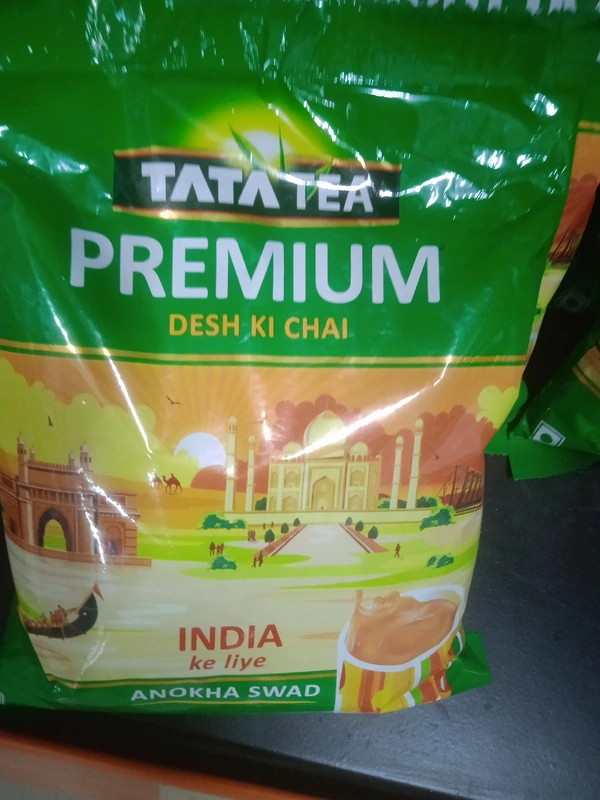 TATA TEA
PREMIUM
DESH KI CHAI
INDIA
ke liye
ANOKHA SWAD